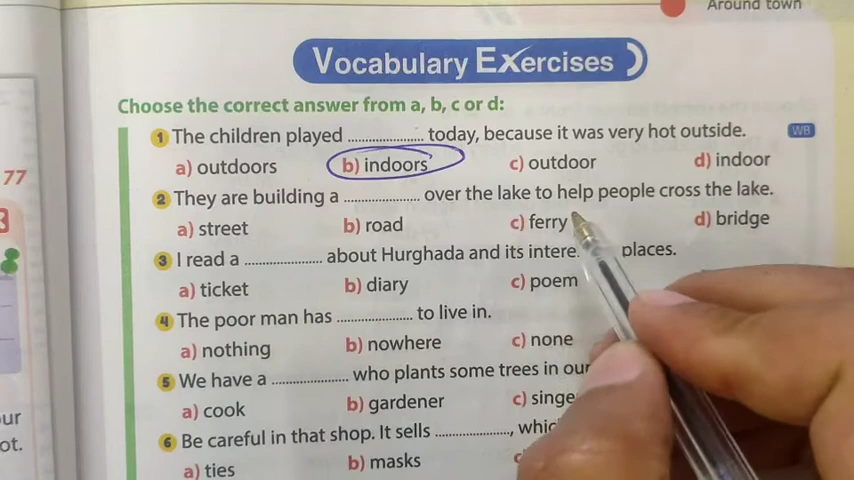 Around town
Vocabulary Exercises
Choose the correct answer from a, b, c or d:
1 The children played .................... today, because it was very hot outside. WB
a) outdoors b) indoors c) outdoor d) indoor
2 They are building a .................... over the lake to help people cross the lake.
a) street b) road c) ferry d) bridge
77
3 I read a .................... about Hurghada and its intere places.
a) ticket b) diary c) poem
4 The poor man has .................... to live in.
a) nothing b) nowhere c) none
5 We have a .................... who plants some trees in our
a) cook b) gardener c) singe
ur
6 Be careful in that shop. It sells ...................., whic
ot.
a) ties b) masks